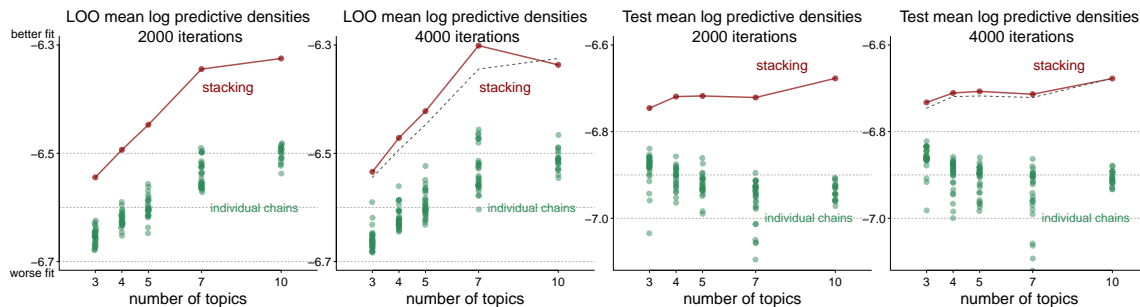 LOO mean log predictive densities
2000 iterations
better fit
−6.3
−6.5
−6.7
worse fit
stacking
individual chains
3 4 5 7 10
number of topics
LOO mean log predictive densities
4000 iterations
−6.3
−6.5
−6.7
stacking
individual chains
3 4 5 7 10
number of topics
Test mean log predictive densities
2000 iterations
−6.6
−6.8
−7.0
stacking
individual chains
3 4 5 7 10
number of topics
Test mean log predictive densities
4000 iterations
−6.6
−6.8
−7.0
stacking
individual chains
3 4 5 7 10
number of topics